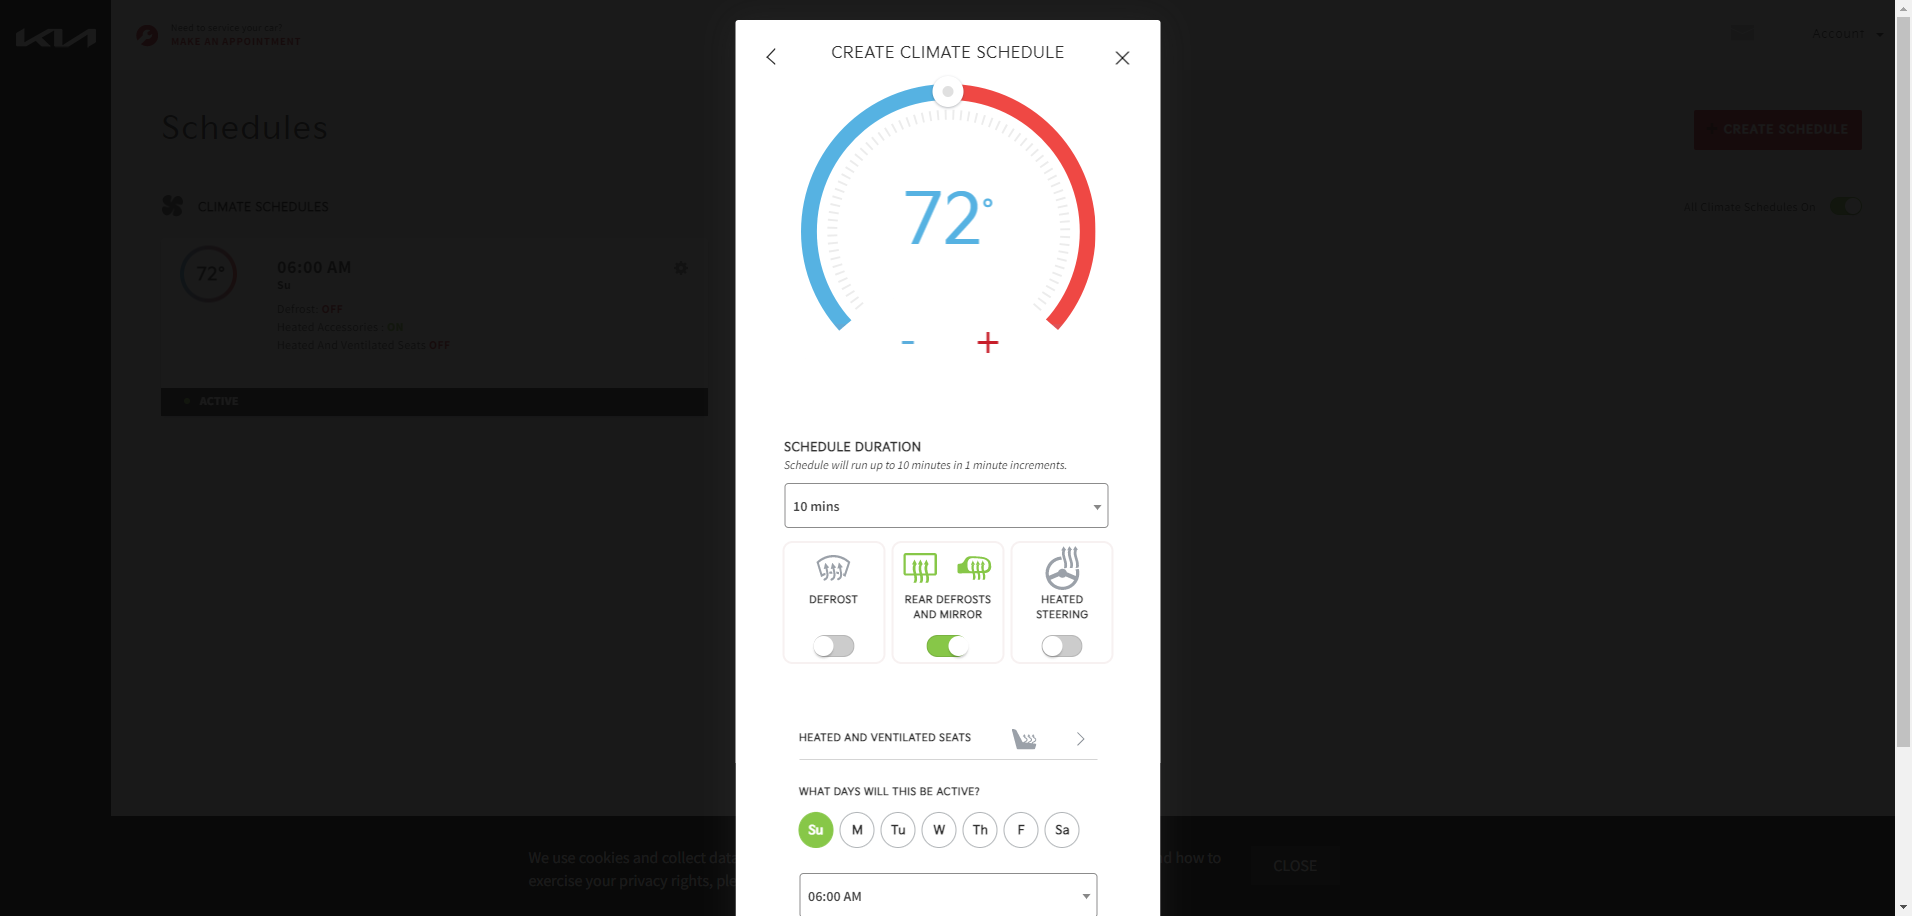 KIA
Need to service your car?
MAKE AN APPOINTMENT
Account
Schedules
CREATE SCHEDULE
CLIMATE SCHEDULES
All Climate Schedules On
72°
06:00 AM
Su
Defrost: OFF
Heated Accessories : ON
Heated And Ventilated Seats OFF
ACTIVE
CREATE CLIMATE SCHEDULE
72°
- +
SCHEDULE DURATION
Schedule will run up to 10 minutes in 1 minute increments.
10 mins
DEFROST
REAR DEFROSTS
AND MIRROR
HEATED
STEERING
HEATED AND VENTILATED SEATS
WHAT DAYS WILL THIS BE ACTIVE?
Su M Tu W Th F Sa
06:00 AM
We use cookies and collect data
d how to
exercise your privacy rights, ple
CLOSE